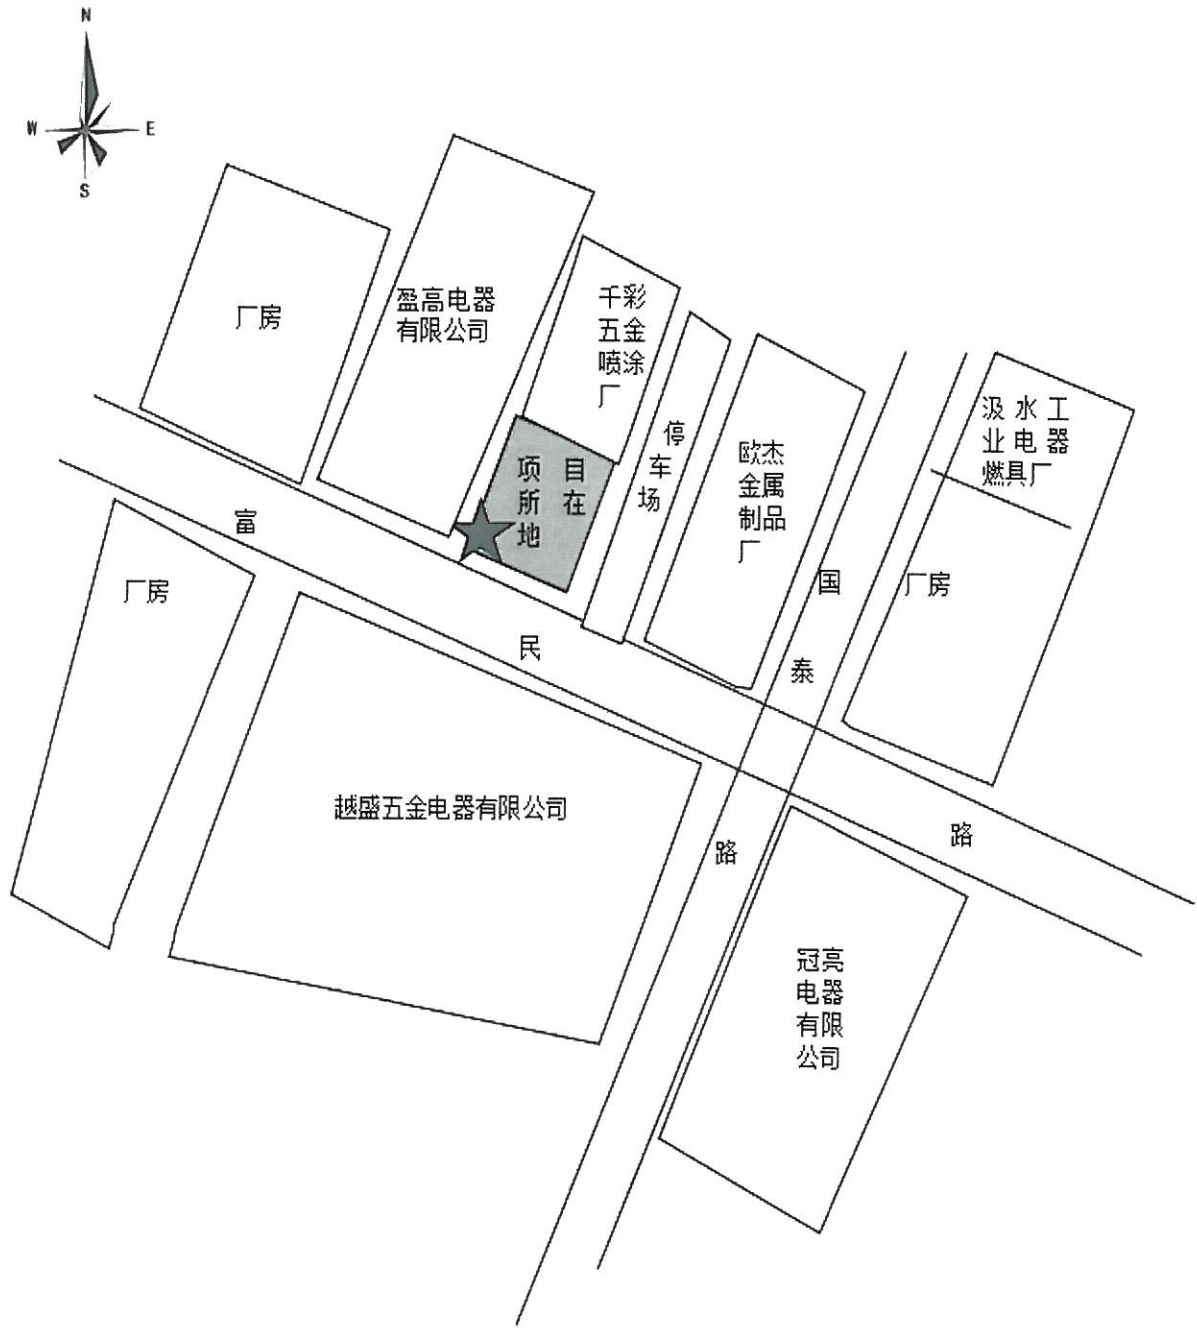 N
W E
S
厂房
盈高电器
有限公司
千彩
五金
喷涂
厂
停
车
场
欧杰
金属
制品
厂
汲水工
业电器
燃具厂
项目
所在
地
厂房
富
民
路
国
泰
路
厂房
越盛五金电器有限公司
冠亮
电器
有限
公司